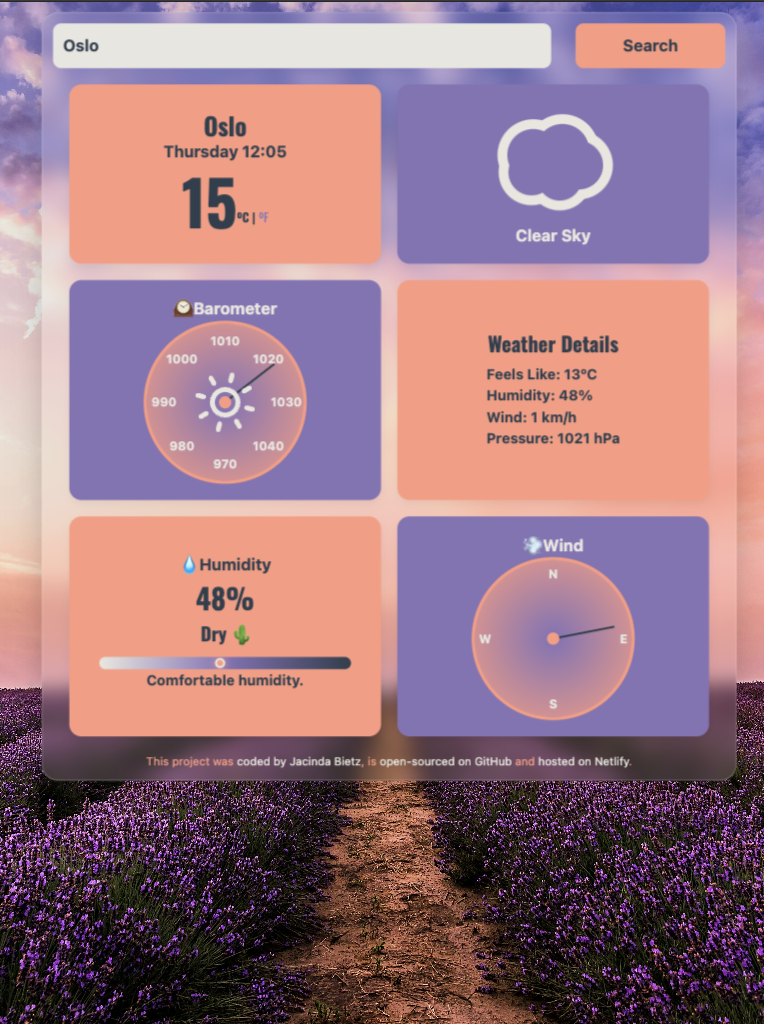 Oslo
Search
Oslo
Thursday 12:05
15°C | °F
Clear Sky
Barometer
1010
1000
1020
990
1030
980
1040
970
Weather Details
Feels Like: 13°C
Humidity: 48%
Wind: 1 km/h
Pressure: 1021 hPa
Humidity
48%
Dry
Comfortable humidity.
Wind
N
W
E
S
This project was coded by Jacinda Bietz, is open-sourced on GitHub and hosted on Netlify.